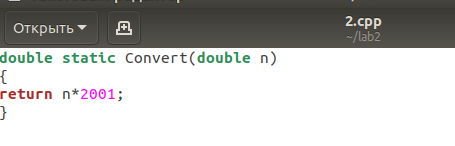 Открыть
2.cpp
~/lab2
double static Convert(double n)
{
return n*2001;
}